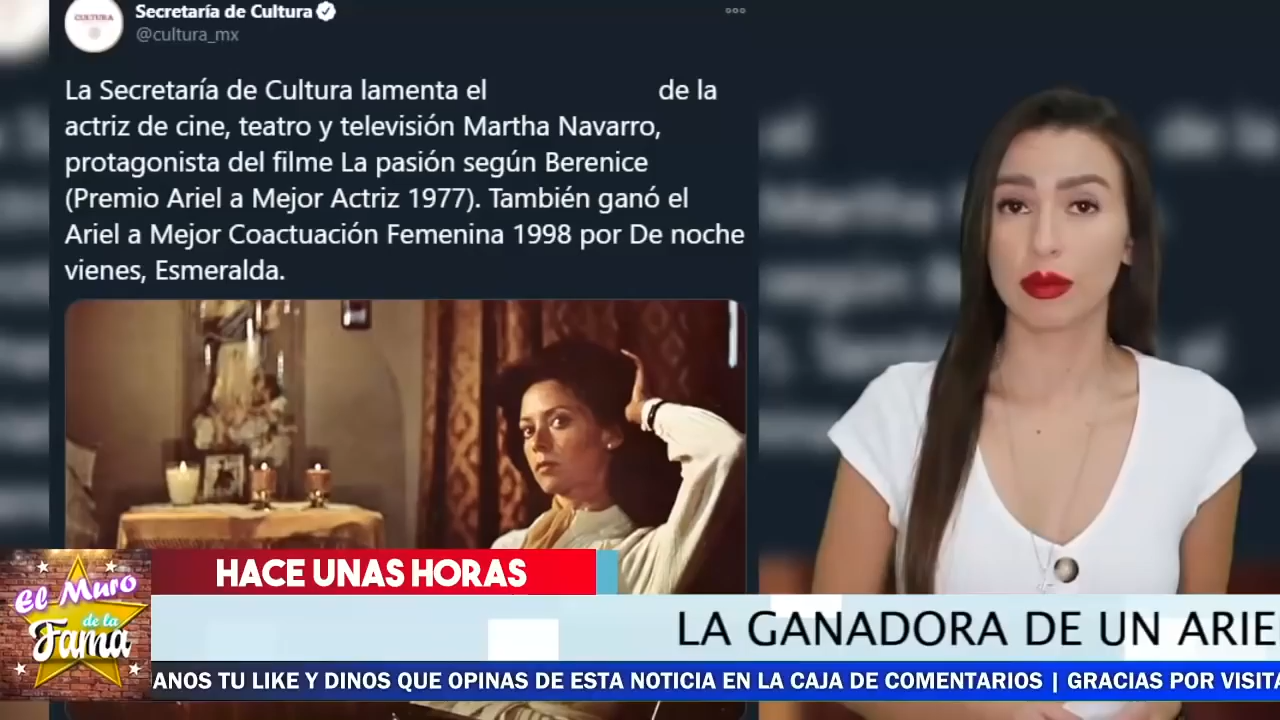 Secretaría de Cultura
@cultura_mx
La Secretaría de Cultura lamenta el de la
actriz de cine, teatro y televisión Martha Navarro,
protagonista del filme La pasión según Berenice
(Premio Ariel a Mejor Actriz 1977). También ganó el
Ariel a Mejor Coactuación Femenina 1998 por De noche
vienes, Esmeralda.
HACE UNAS HORAS
El Muro
de la
Fama
LA GANADORA DE UN ARIE
ANOS TU LIKE Y DINOS QUE OPINAS DE ESTA NOTICIA EN LA CAJA DE COMENTARIOS | GRACIAS POR VISITA